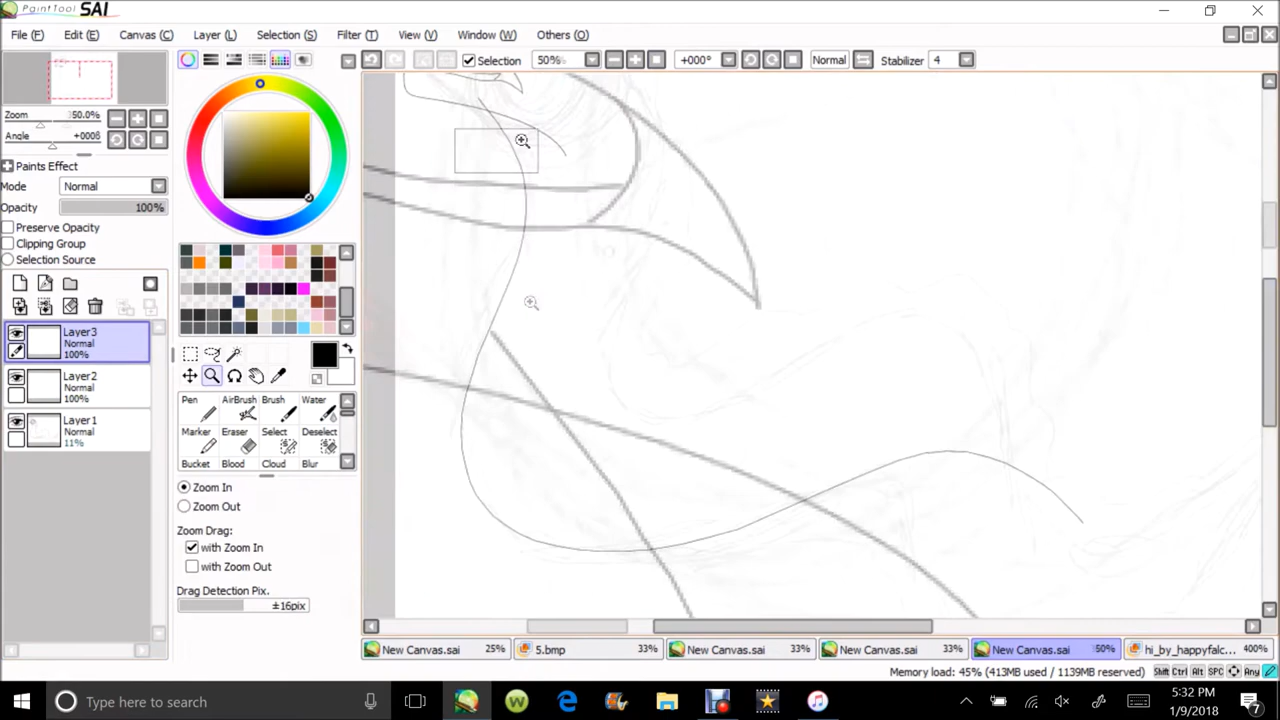 PaintTool SAI
File (F) Edit (E) Canvas (C) Layer (L) Selection (S) Filter (T) View (V) Window (W) Others (O)
Selection 50% +000° Normal Stabilizer 4
Zoom 50.0%
Angle +000θ
Paints Effect
Mode Normal
Opacity 100%
Preserve Opacity
Clipping Group
Selection Source
Layer3
Normal
100%
Layer2
Normal
100%
Layer1
Normal
11%
Pen AirBrush Brush Water
Marker Eraser Select Deselect
Bucket Blood Cloud Blur
Zoom In
Zoom Out
Zoom Drag:
with Zoom In
with Zoom Out
Drag Detection Pix.
±16pix
New Canvas.sai 25% 5.bmp 33% New Canvas.sai 33% New Canvas.sai 33% New Canvas.sai 50% hi_by_happyfalc... 400%
Memory load: 45% (413MB used / 1139MB reserved) Shift Ctrl Alt SPC Any
Type here to search
5:32 PM
1/9/2018
7